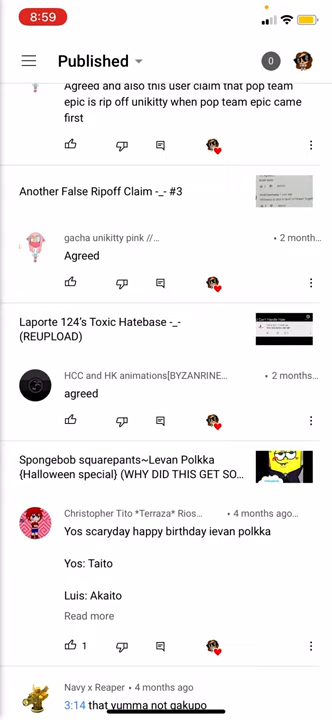 8:59
Published
0
Agreed and also this user claim that pop team
epic is rip off unikitty when pop team epic came
first
Another False Ripoff Claim -_- #3
gacha unikitty pink //... • 2 month...
Agreed
Laporte 124's Toxic Hatebase -_-
(REUPLOAD)
HCC and HK animations[BYZANRINE... • 2 months...
agreed
Spongebob squarepants~Levan Polkka
{Halloween special} (WHY DID THIS GET SO...
Christopher Tito *Terraza* Rios... • 4 months ago...
Yos scaryday happy birthday ievan polkka
Yos: Taito
Luis: Akaito
Read more
1
Navy x Reaper • 4 months ago
3:14 that yumma not gakupo